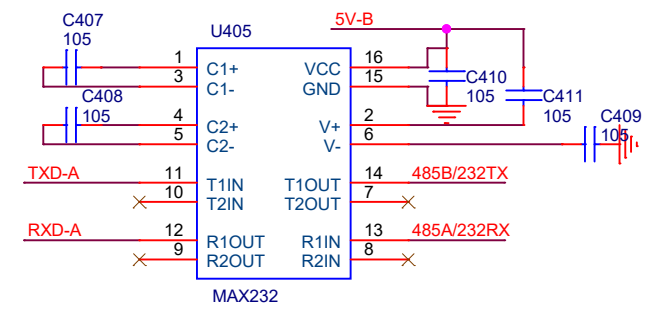 C407
105
U405
5V-B
1
3
C1+
C1-
VCC
GND
16
15
C410
105
C408
105
4
5
C2+
C2-
V+
V-
2
6
C411
105
C409
105
TXD-A
11
10
T1IN
T2IN
T1OUT
T2OUT
14
7
485B/232TX
RXD-A
12
9
R1OUT
R2OUT
R1IN
R2IN
13
8
485A/232RX
MAX232